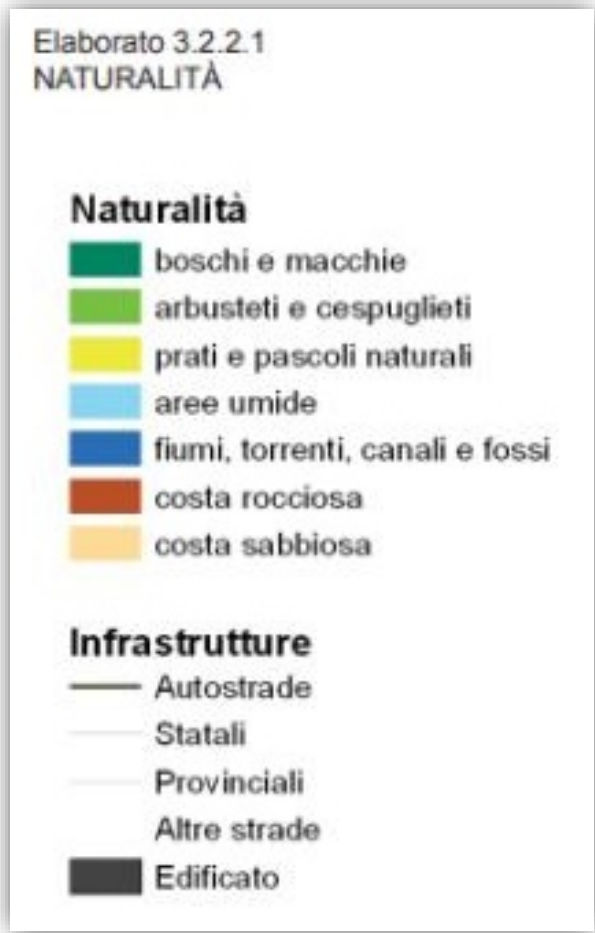 Elaborato 3.2.2.1
NATURALITÀ
Naturalità
boschi e macchie
arbusteti e cespuglieti
prati e pascoli naturali
aree umide
fiumi, torrenti, canali e fossi
costa rocciosa
costa sabbiosa
Infrastrutture
Autostrade
Statali
Provinciali
Altre strade
Edificato